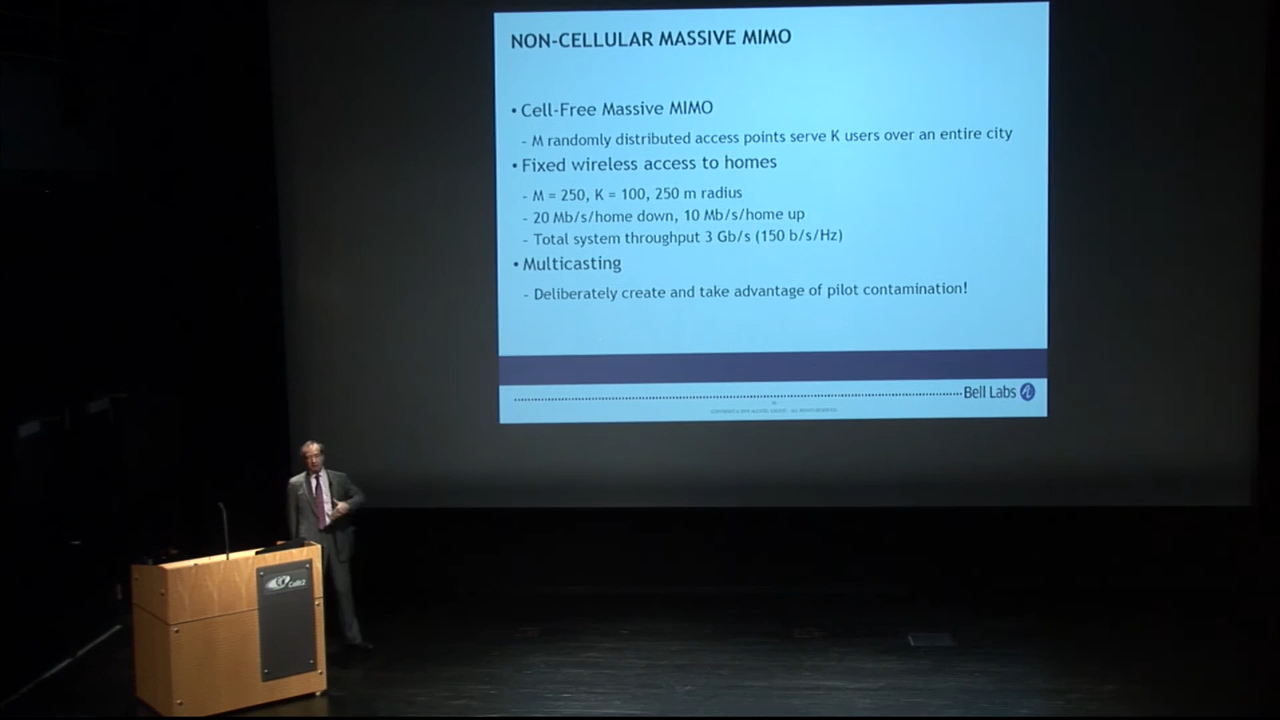 NON-CELLULAR MASSIVE MIMO
• Cell-Free Massive MIMO
- M randomly distributed access points serve K users over an entire city
• Fixed wireless access to homes
- M = 250, K = 100, 250 m radius
- 20 Mb/s/home down, 10 Mb/s/home up
- Total system throughput 3 Gb/s (150 b/s/Hz)
• Multicasting
- Deliberately create and take advantage of pilot contamination!
Bell Labs
Calit2